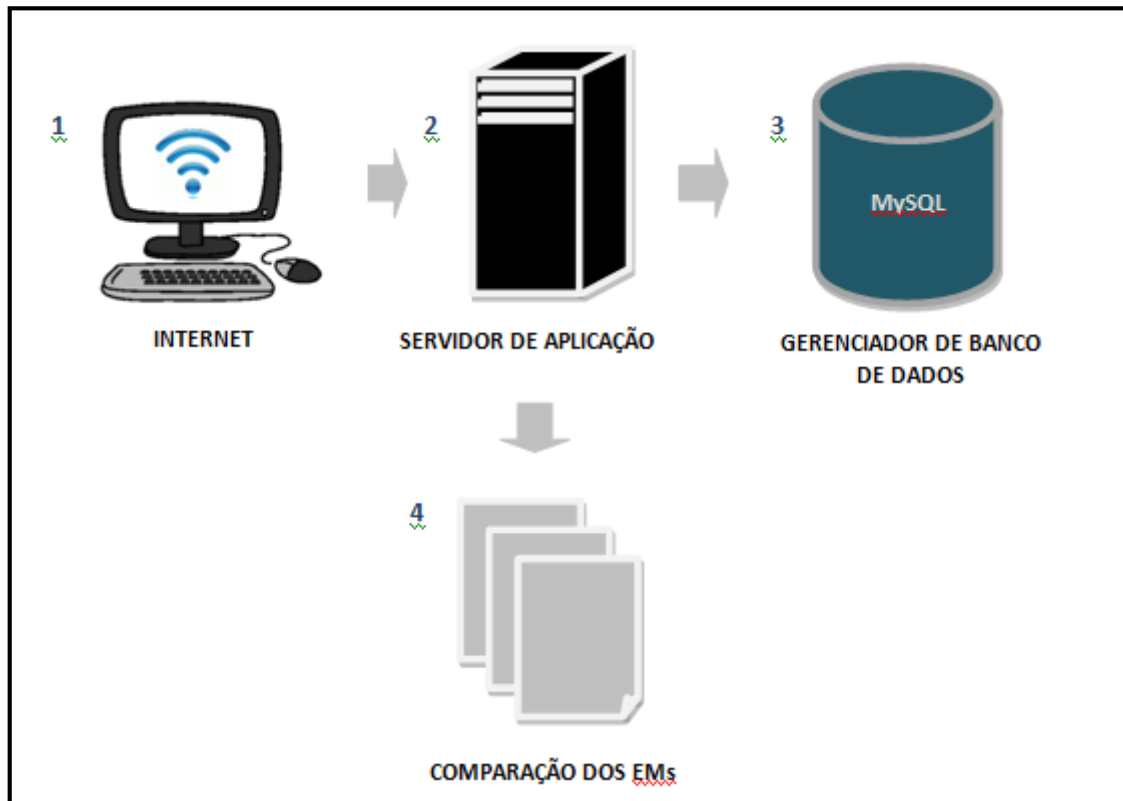 1
INTERNET
2
SERVIDOR DE APLICAÇÃO
3
MySQL
GERENCIADOR DE BANCO
DE DADOS
4
COMPARAÇÃO DOS EMs